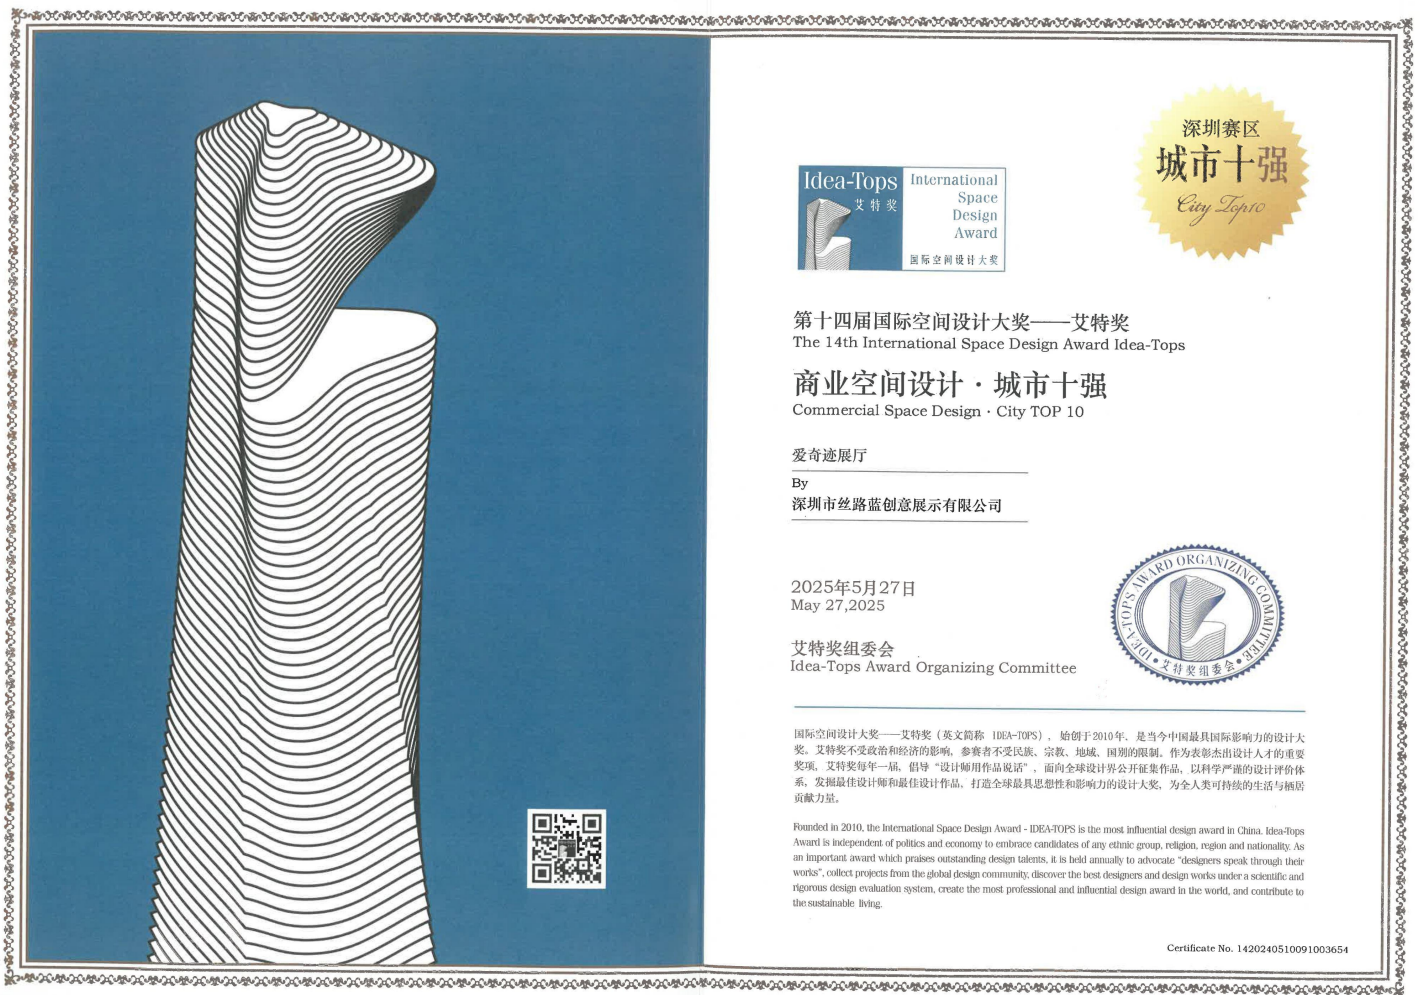 深圳赛区
城市十强
City Top10
Idea-Tops
艾特奖
International
Space
Design
Award
国际空间设计大奖
第十四届国际空间设计大奖——艾特奖
The 14th International Space Design Award Idea-Tops
商业空间设计·城市十强
Commercial Space Design · City TOP 10
爱奇迹展厅
By
深圳市丝路蓝创意展示有限公司
2025年5月27日
May 27,2025
艾特奖组委会
Idea-Tops Award Organizing Committee
IDEA-TOPS AWARD ORGANIZING COMMITTEE
艾特奖组委会
国际空间设计大奖——艾特奖（英文简称 IDEA-TOPS），始创于2010年、是当今中国最具国际影响力的设计大
奖。艾特奖不受政治和经济的影响，参赛者不受民族、宗教、地域、国别的限制。作为表彰杰出设计人才的重要
奖项，艾特奖每年一届，倡导“设计师用作品说话”，面向全球设计界公开征集作品，以科学严谨的设计评价体
系，发掘最佳设计师和最佳设计作品，打造全球最具思想性和影响力的设计大奖，为全人类可持续的生活与栖居
贡献力量。
Founded in 2010, the International Space Design Award - IDEA-TOPS is the most influential design award in China. Idea-Tops
Award is independent of politics and economy to embrace candidates of any ethnic group, religion, region and nationality. As
an important award which praises outstanding design talents, it is held annually to advocate "designers speak through their
works", collect projects from the global design community, discover the best designers and design works under a scientific and
rigorous design evaluation system, create the most professional and influential design award in the world, and contribute to
the sustainable living.
Certificate No. 1420240510091003654